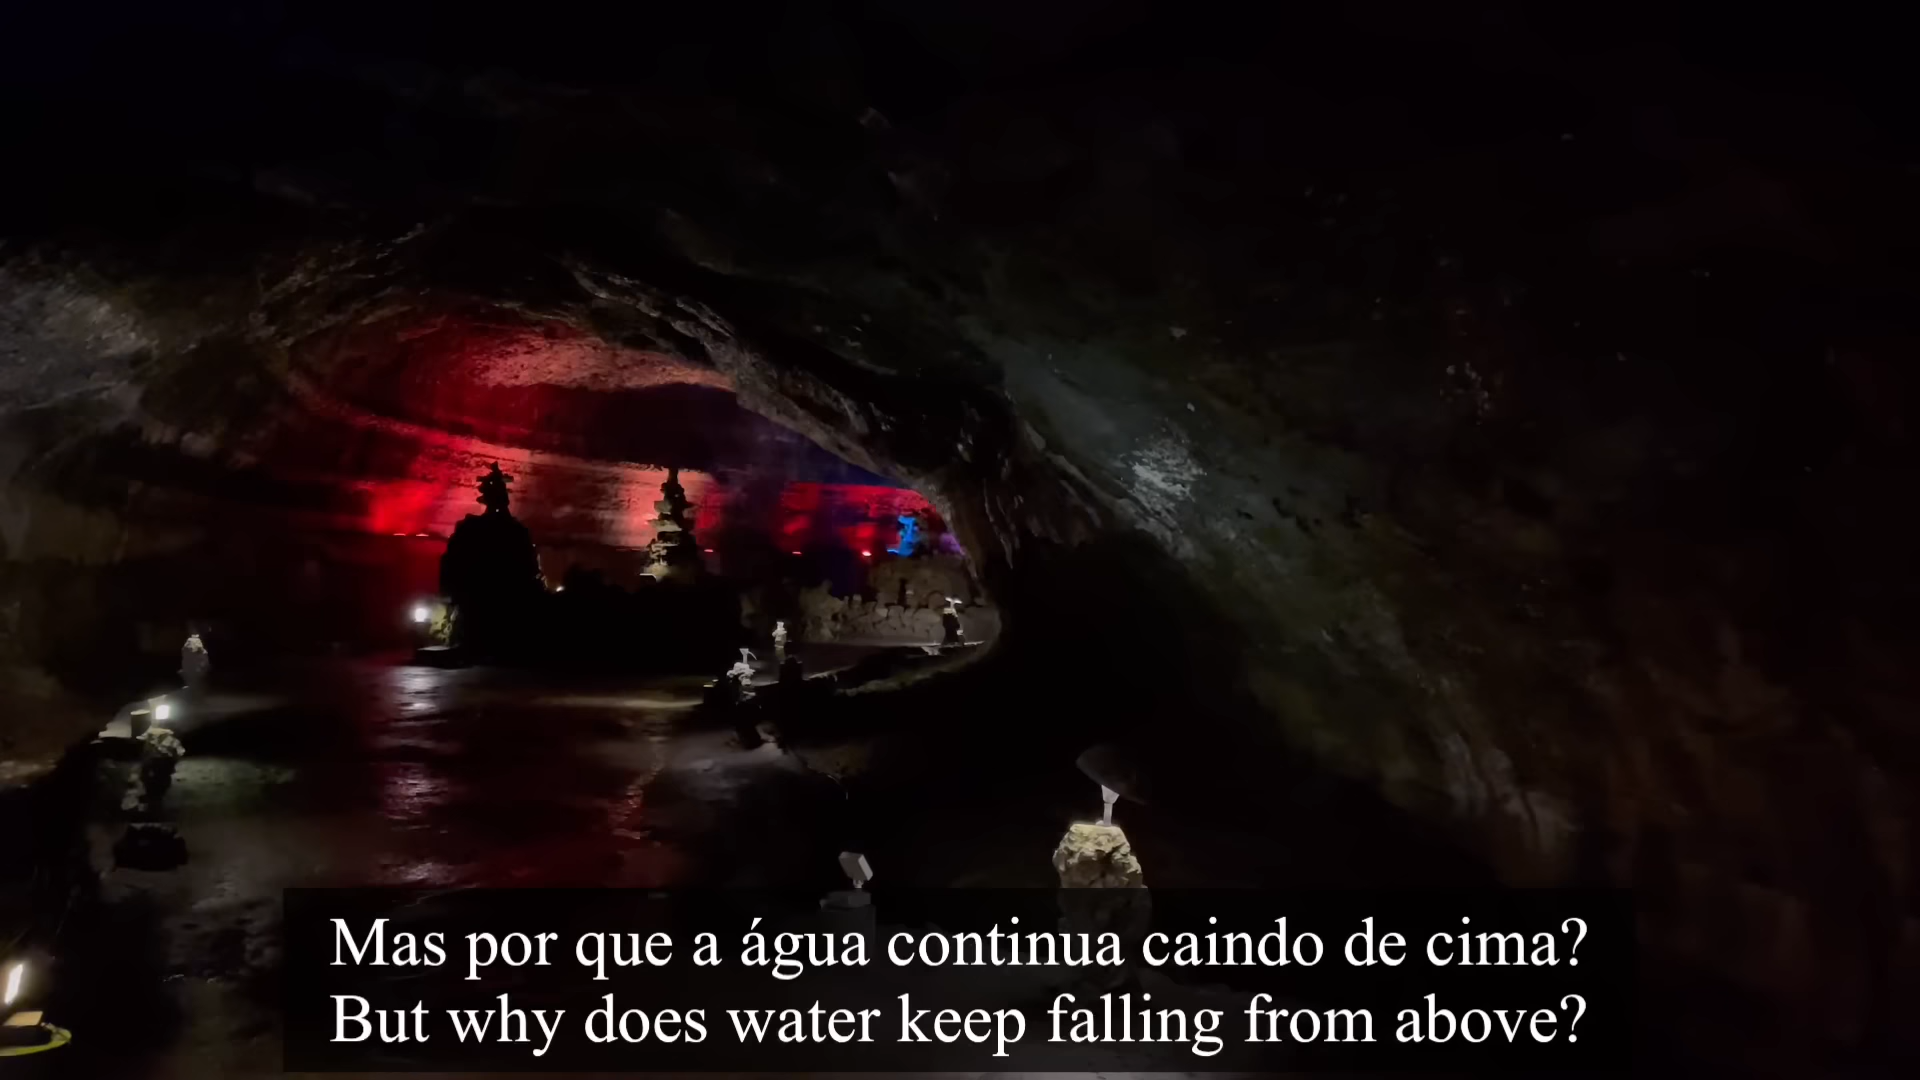 Mas por que a água continua caindo de cima?
But why does water keep falling from above?